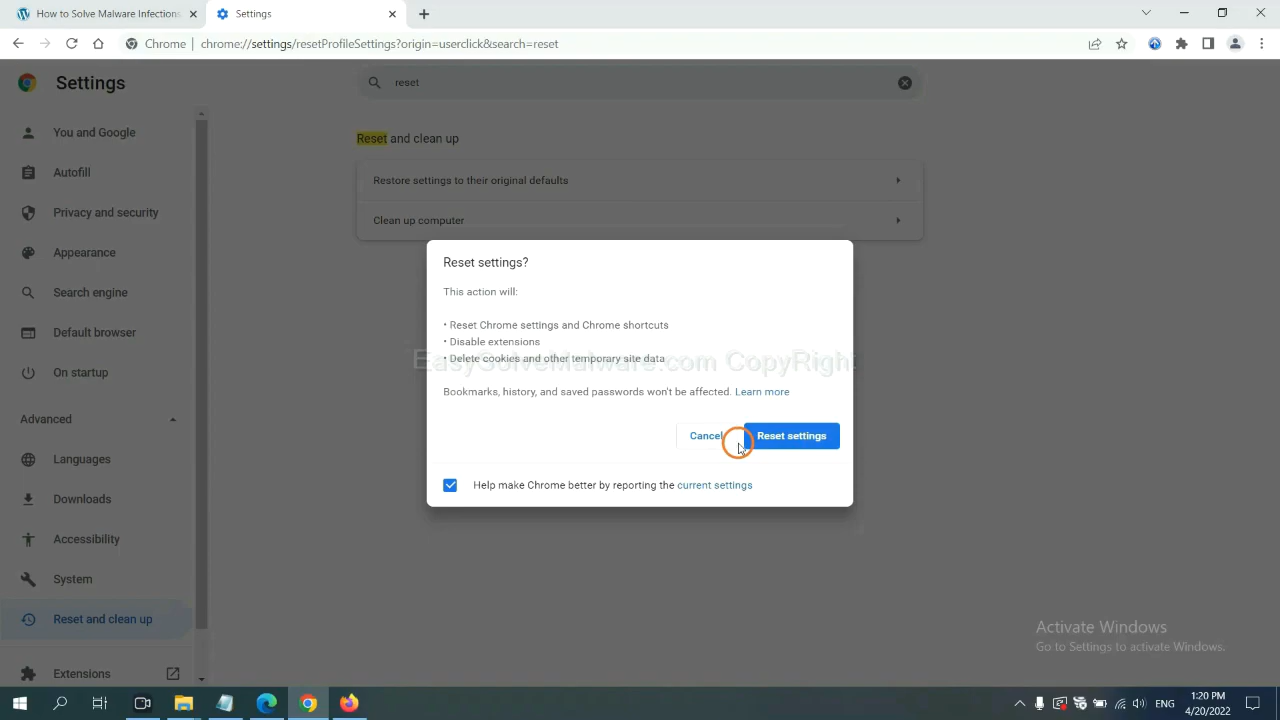 How to Solve Malware Infections
Settings
Chrome | chrome://settings/resetProfileSettings?origin=userclick&search=reset
Settings
reset
You and Google
Autofill
Privacy and security
Appearance
Search engine
Default browser
On startup
Advanced
Languages
Downloads
Accessibility
System
Reset and clean up
Extensions
Reset and clean up
Restore settings to their original defaults
Clean up computer
Reset settings?
This action will:
• Reset Chrome settings and Chrome shortcuts
• Disable extensions
• Delete cookies and other temporary site data
EasySolveMalware.com CopyRight
Bookmarks, history, and saved passwords won't be affected. Learn more
Cancel
Reset settings
Help make Chrome better by reporting the current settings
Activate Windows
Go to Settings to activate Windows.
ENG
1:20 PM
4/20/2022